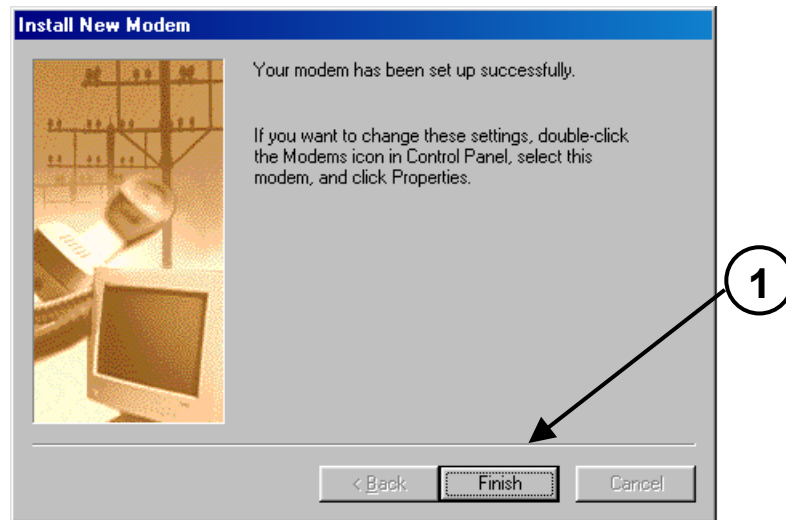 Install New Modem
Your modem has been set up successfully.
If you want to change these settings, double-click
the Modems icon in Control Panel, select this
modem, and click Properties.
1
< Back Finish Cancel